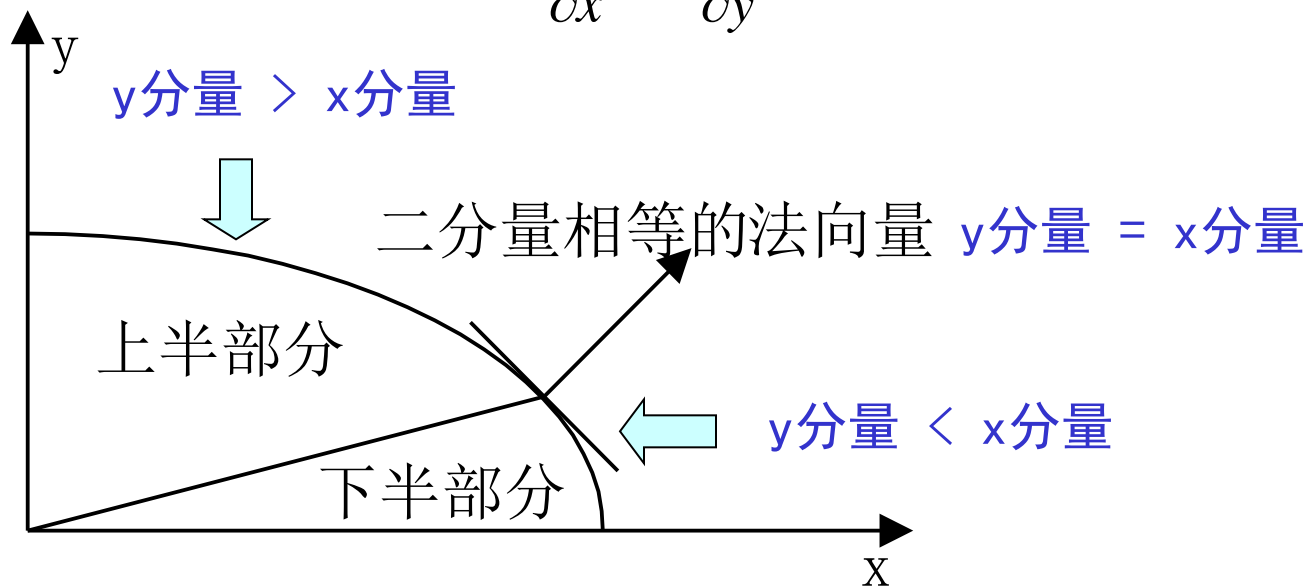 ∂x ∂y
y
y分量 > x分量
二分量相等的法向量 y分量 = x分量
上半部分
y分量 < x分量
下半部分
x